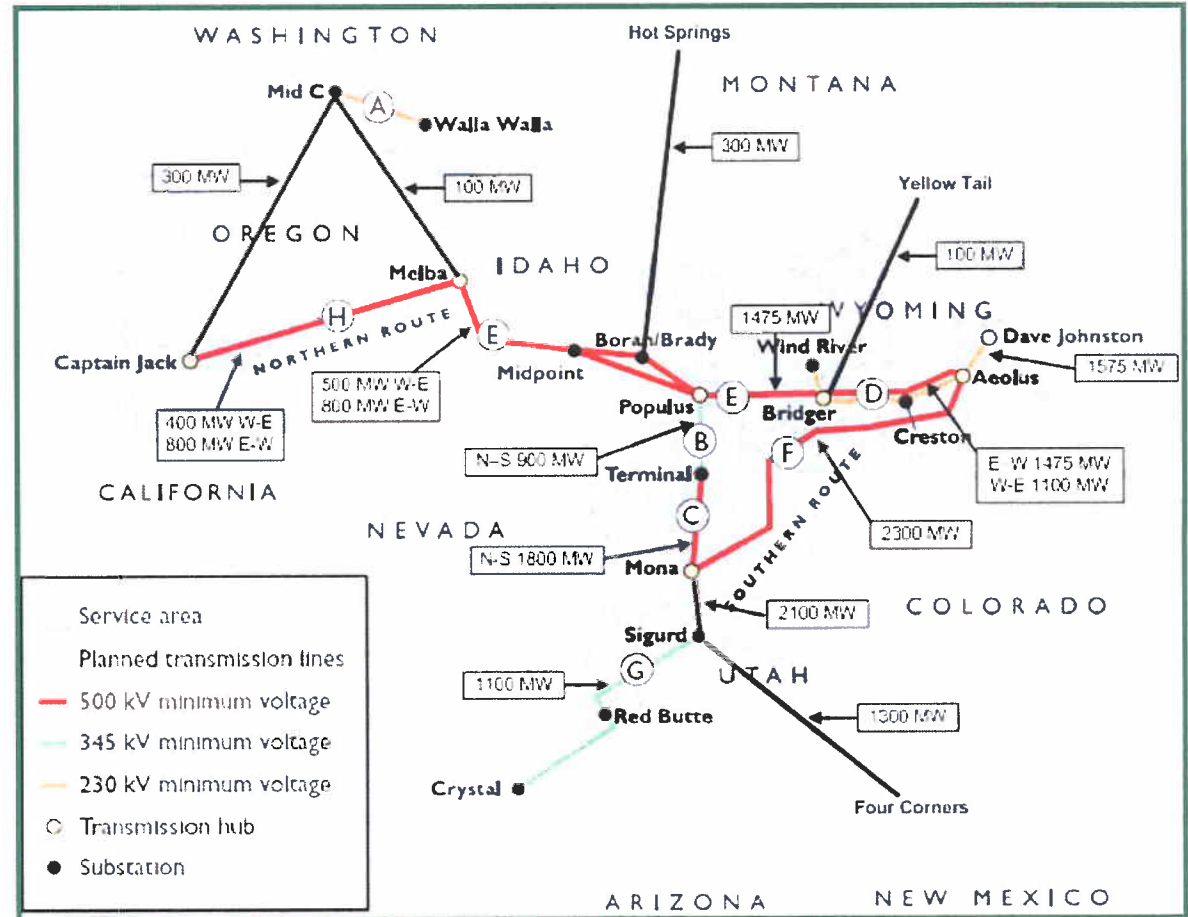 WASHINGTON
Hot Springs
MONTANA
Mid C
A
Walla Walla
300 MW
100 MW
300 MW
Yellow Tail
OREGON
100 MW
Melba
IDAHO
WYOMING
H
NORTHERN ROUTE
E
1475 MW
Wind River
Dave Johnston
Captain Jack
Midpoint
Borah/Brady
1575 MW
Aeolus
500 MW W-E
800 MW E-W
Populus
E
Bridger
D
Creston
400 MW W-E
800 MW E-W
N-S 900 MW
B
F
E-W 1475 MW
W-E 1100 MW
Terminal
CALIFORNIA
NEVADA
C
SOUTHERN ROUTE
2300 MW
N-S 1800 MW
Mona
2100 MW
COLORADO
Sigurd
G
UTAH
1100 MW
Red Butte
1300 MW
Crystal
Four Corners
Service area
Planned transmission lines
500 kV minimum voltage
345 kV minimum voltage
230 kV minimum voltage
Transmission hub
Substation
ARIZONA
NEW MEXICO